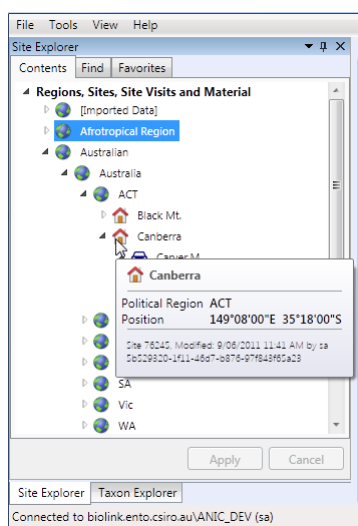 File Tools View Help
Site Explorer
Contents Find Favorites
Regions, Sites, Site Visits and Material
[Imported Data]
Afrotropical Region
Australian
Australia
ACT
Black Mt.
Canberra
Carver M
Canberra
Political Region ACT
Position 149°08'00"E 35°18'00"S
Site 76245, Modified: 9/06/2011 11:41 AM by sa
5b529320-1f11-46d7-b876-97f843f65a23
SA
Vic
WA
Apply Cancel
Site Explorer Taxon Explorer
Connected to biolink.ento.csiro.au\ANIC_DEV (sa)